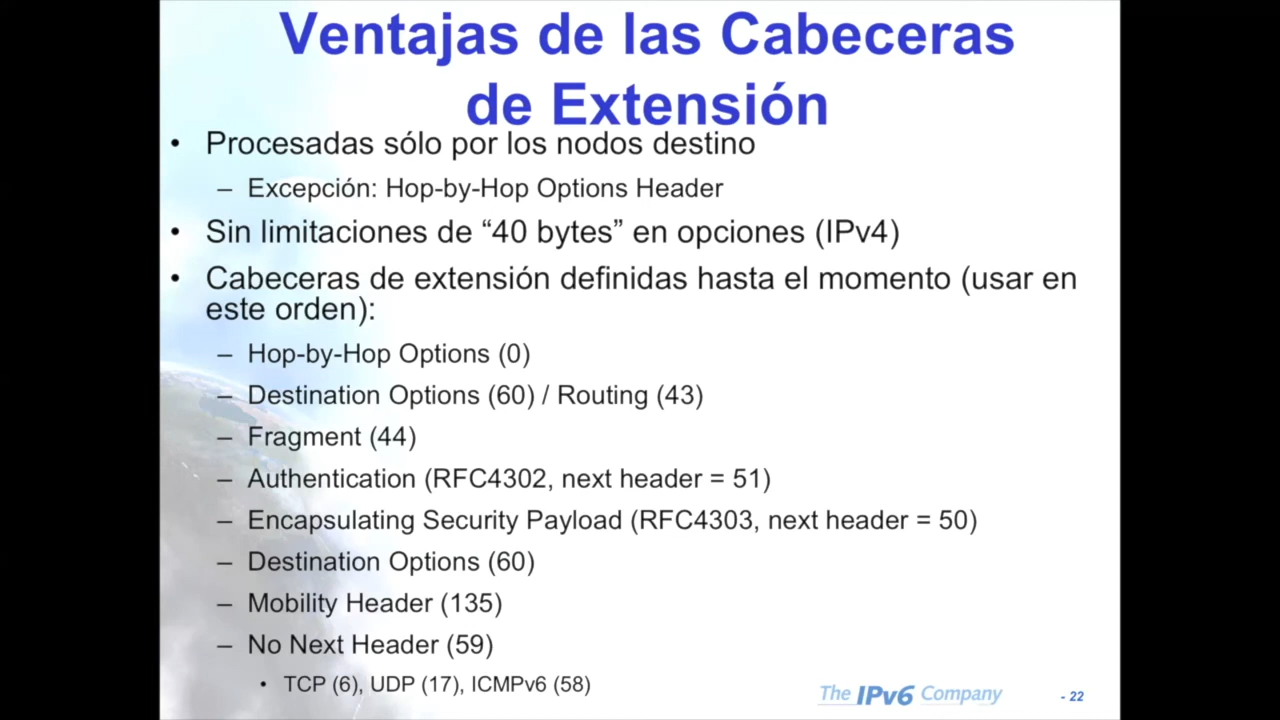 Ventajas de las Cabeceras
de Extensión
• Procesadas sólo por los nodos destino
– Excepción: Hop-by-Hop Options Header
• Sin limitaciones de “40 bytes” en opciones (IPv4)
• Cabeceras de extensión definidas hasta el momento (usar en
este orden):
– Hop-by-Hop Options (0)
– Destination Options (60) / Routing (43)
– Fragment (44)
– Authentication (RFC4302, next header = 51)
– Encapsulating Security Payload (RFC4303, next header = 50)
– Destination Options (60)
– Mobility Header (135)
– No Next Header (59)
• TCP (6), UDP (17), ICMPv6 (58)
The IPv6 Company
- 22